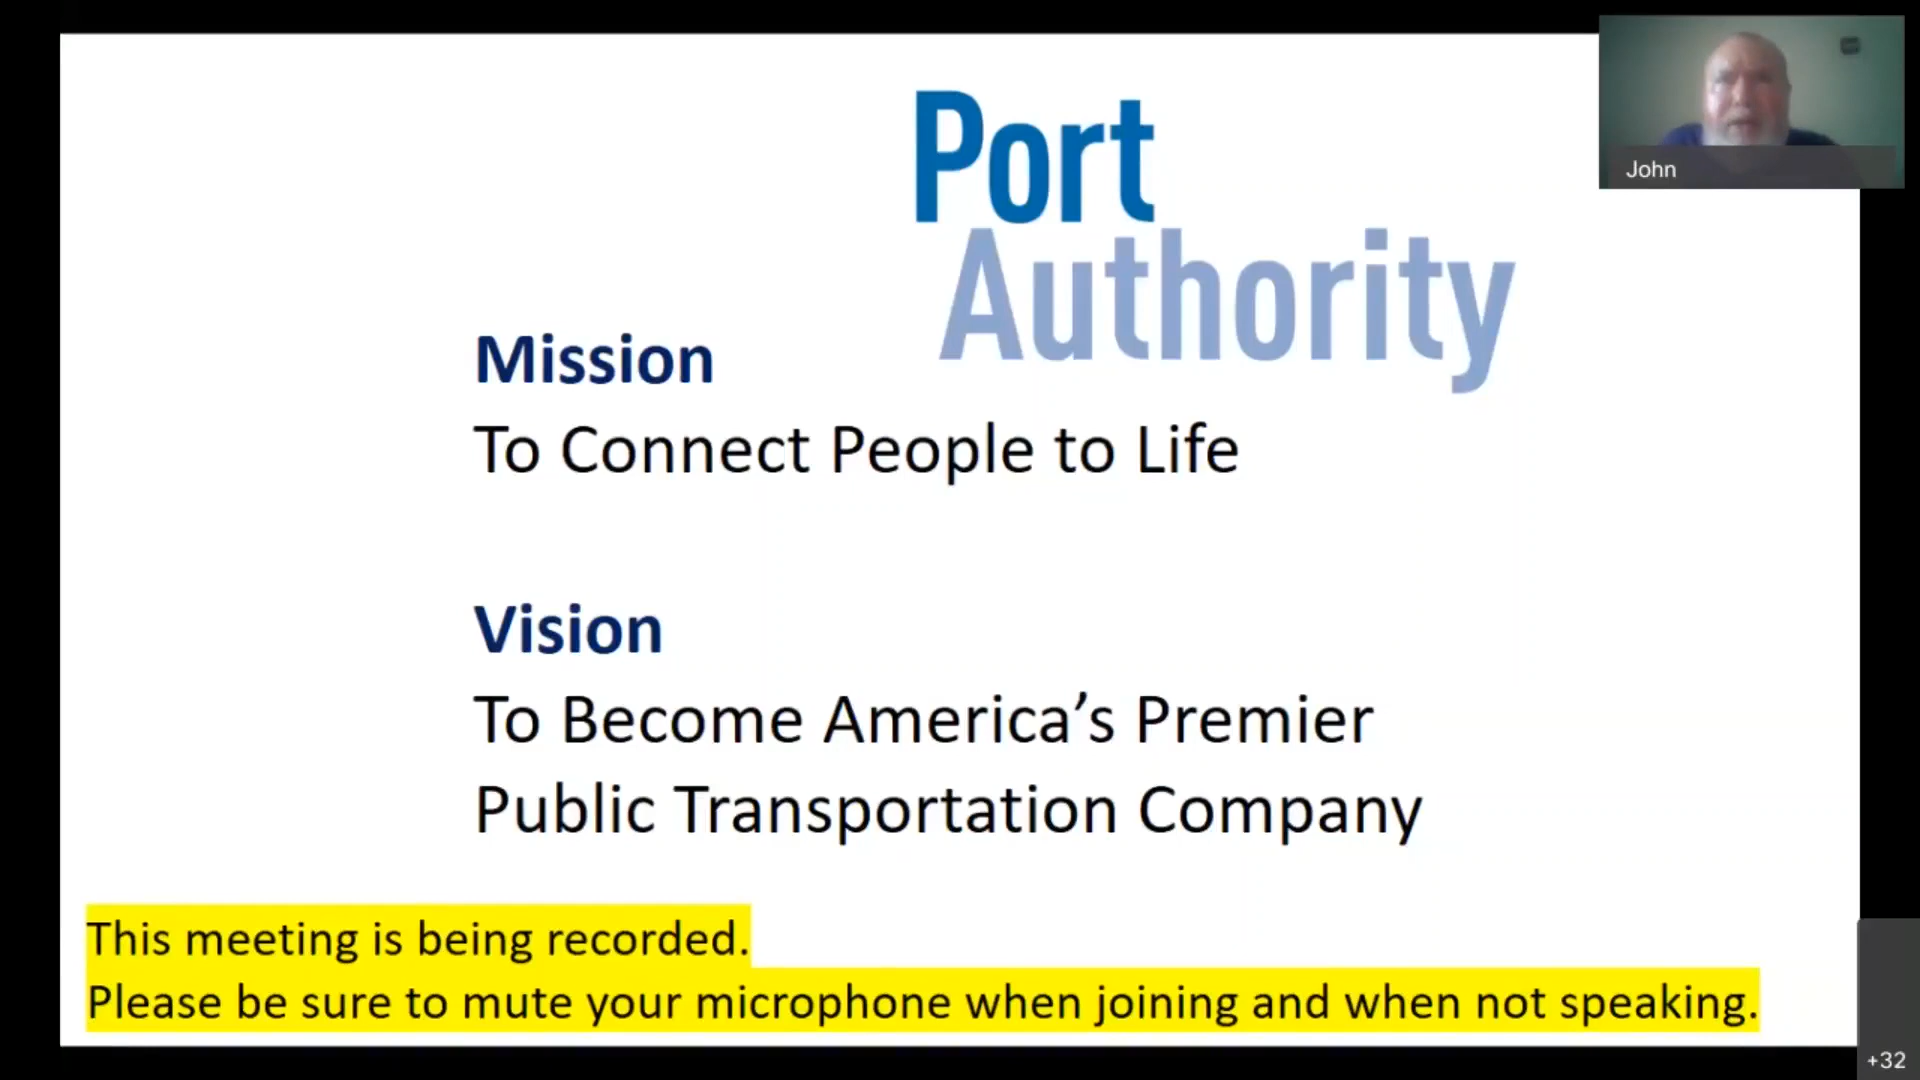 Port
Authority
John
Mission
To Connect People to Life
Vision
To Become America’s Premier
Public Transportation Company
This meeting is being recorded.
Please be sure to mute your microphone when joining and when not speaking.
+32